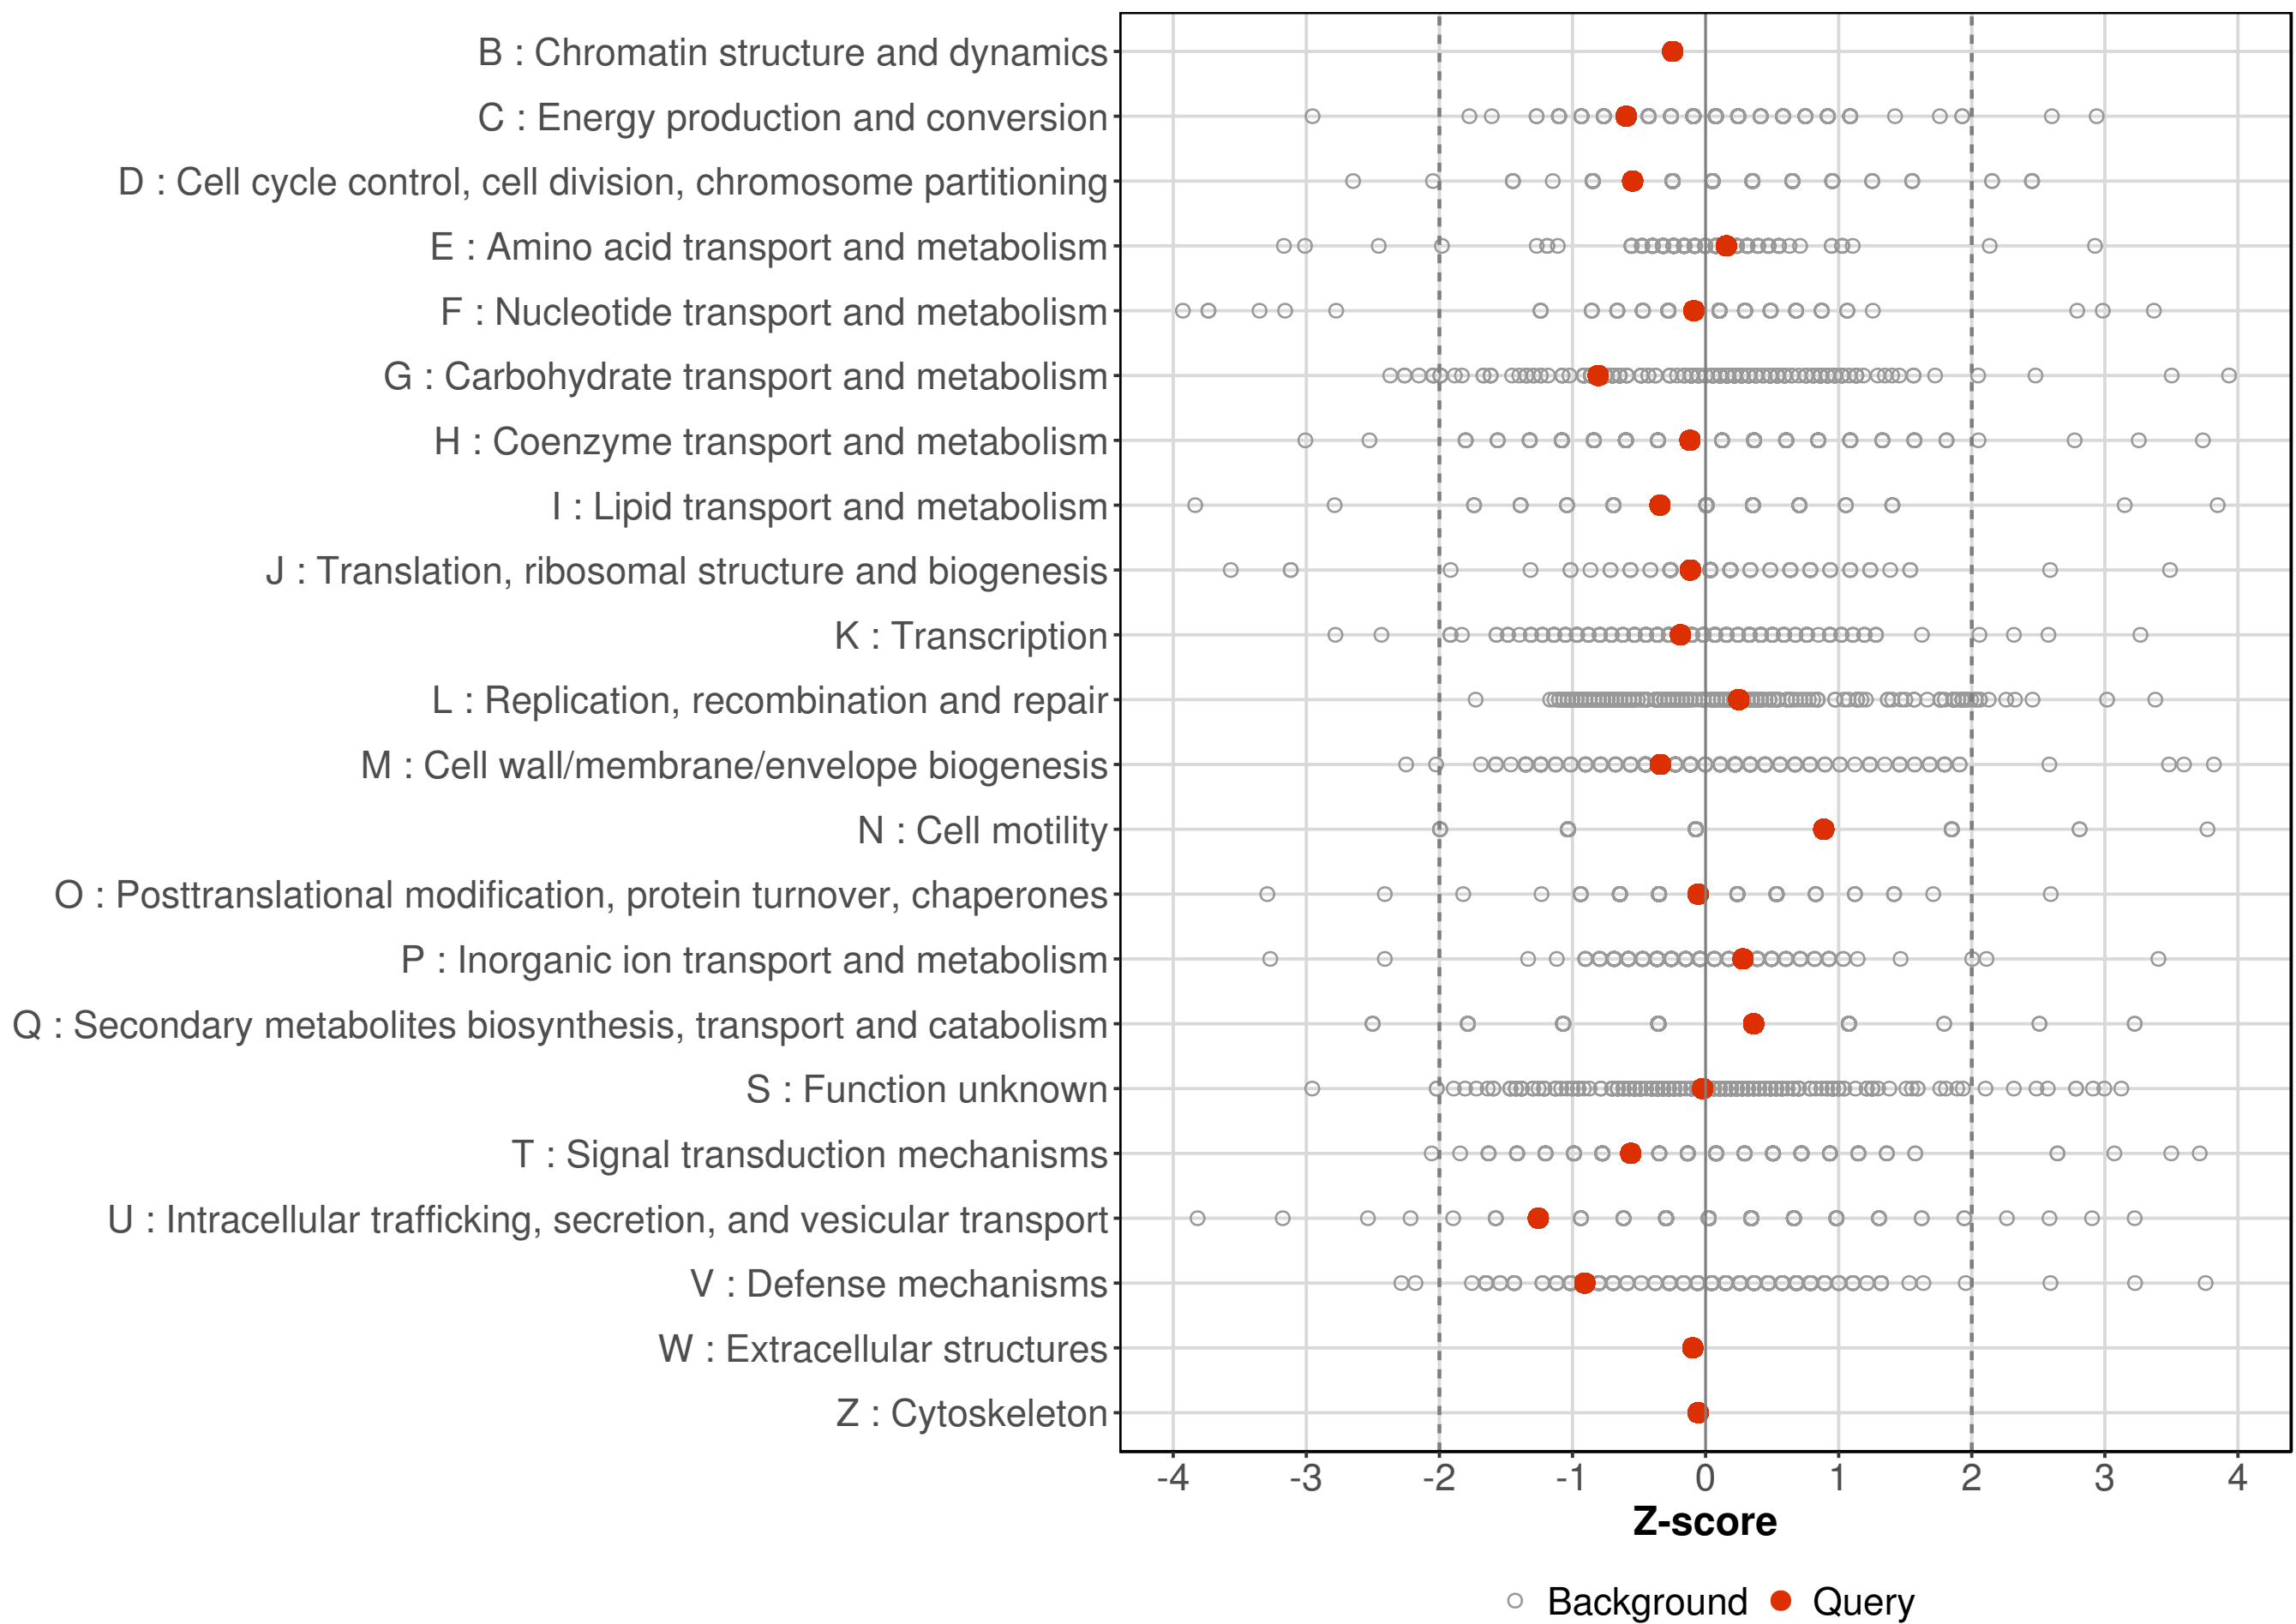 B : Chromatin structure and dynamics
C : Energy production and conversion
D : Cell cycle control, cell division, chromosome partitioning
E : Amino acid transport and metabolism
F : Nucleotide transport and metabolism
G : Carbohydrate transport and metabolism
H : Coenzyme transport and metabolism
I : Lipid transport and metabolism
J : Translation, ribosomal structure and biogenesis
K : Transcription
L : Replication, recombination and repair
M : Cell wall/membrane/envelope biogenesis
N : Cell motility
O : Posttranslational modification, protein turnover, chaperones
P : Inorganic ion transport and metabolism
Q : Secondary metabolites biosynthesis, transport and catabolism
S : Function unknown
T : Signal transduction mechanisms
U : Intracellular trafficking, secretion, and vesicular transport
V : Defense mechanisms
W : Extracellular structures
Z : Cytoskeleton
-4 -3 -2 -1 0 1 2 3 4
Z-score
Background Query